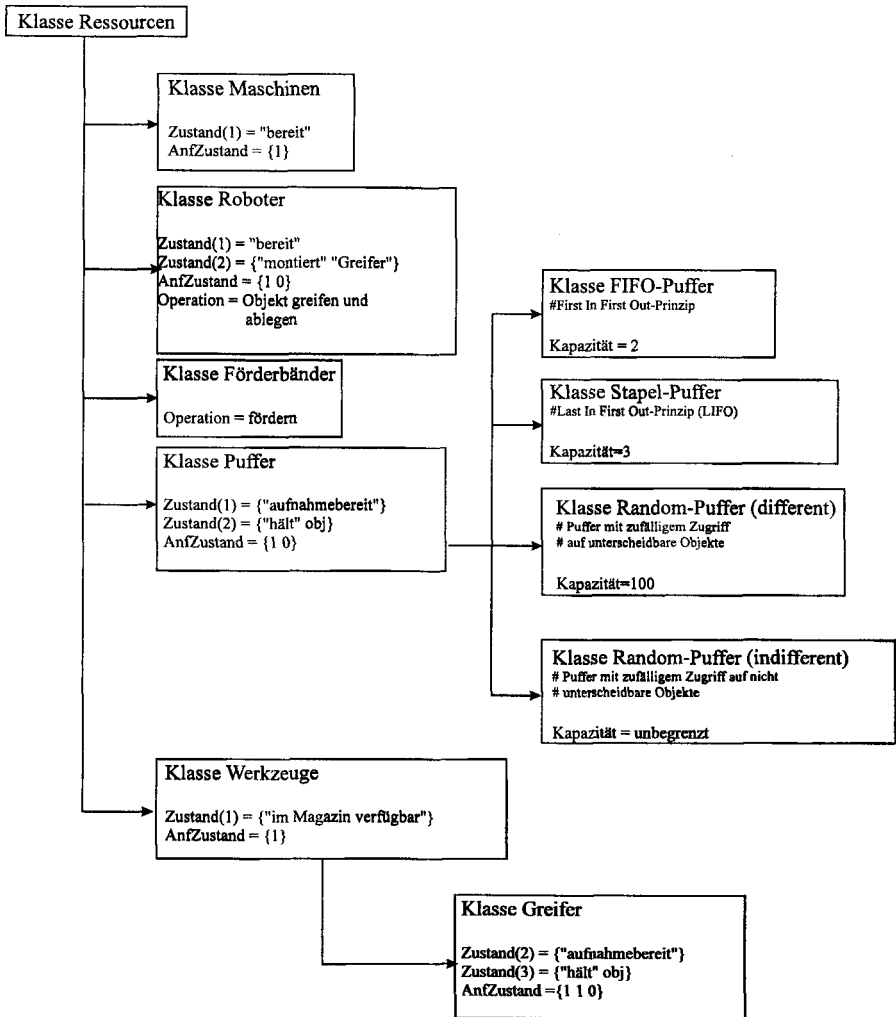 Klasse Ressourcen
Klasse Maschinen
Zustand(1) = "bereit"
AnfZustand = {1}
Klasse Roboter
Zustand(1) = "bereit"
Zustand(2) = {"montiert" "Greifer"}
AnfZustand = {1 0}
Operation = Objekt greifen und
ablegen
Klasse Förderbänder
Operation = fördern
Klasse Puffer
Zustand(1) = {"aufnahmebereit"}
Zustand(2) = {"hält" obj}
AnfZustand = {1 0}
Klasse FIFO-Puffer
#First In First Out-Prinzip
Kapazität = 2
Klasse Stapel-Puffer
#Last In First Out-Prinzip (LIFO)
Kapazität=3
Klasse Random-Puffer (different)
# Puffer mit zufälligem Zugriff
# auf unterscheidbare Objekte
Kapazität=100
Klasse Random-Puffer (indifferent)
# Puffer mit zufälligem Zugriff auf nicht
# unterscheidbare Objekte
Kapazität = unbegrenzt
Klasse Werkzeuge
Zustand(1) = {"im Magazin verfügbar"}
AnfZustand = {1}
Klasse Greifer
Zustand(2) = {"aufnahmebereit"}
Zustand(3) = {"hält" obj}
AnfZustand ={1 1 0}